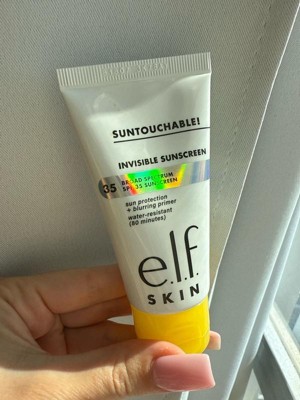 SUNTOUCHABLE!
INVISIBLE SUNSCREEN
35 BROAD SPECTRUM
SPF 35 SUNSCREEN
sun protection
+ blurring primer
water-resistant
(80 minutes)
e.l.f.
SKIN